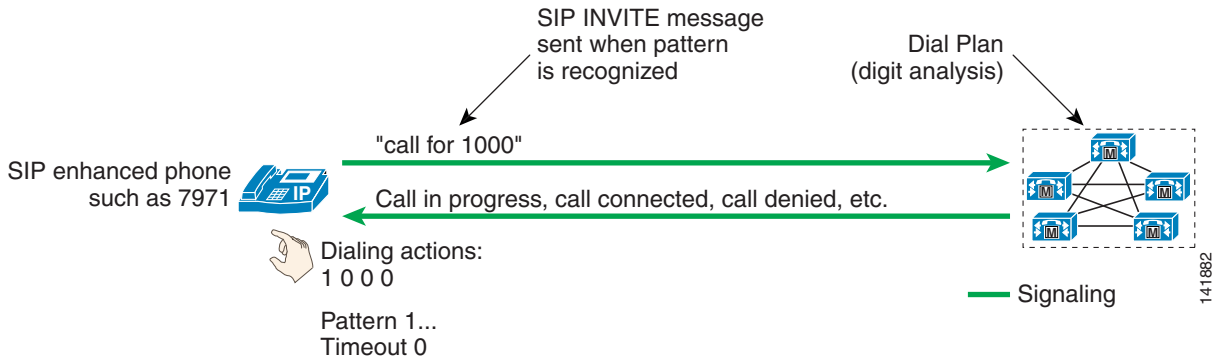 SIP INVITE message
sent when pattern
is recognized
Dial Plan
(digit analysis)
"call for 1000"
SIP enhanced phone
such as 7971
IP
Call in progress, call connected, call denied, etc.
M
M
M
M
M
Dialing actions:
1 0 0 0
Pattern 1...
Timeout 0
Signaling
141882